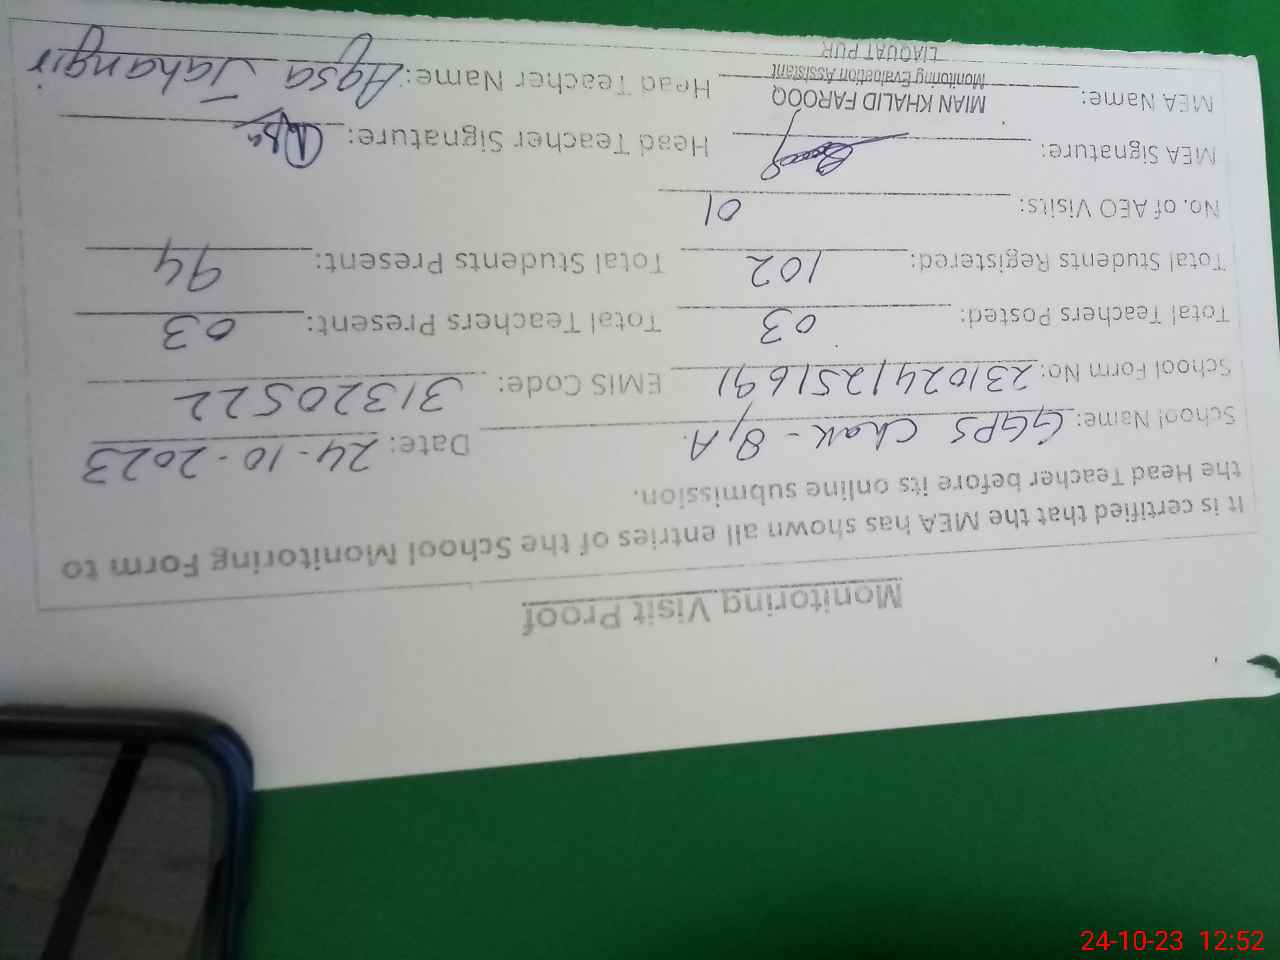 Monitoring Visit Proof
It is certified that the MEA has shown all entries of the School Monitoring Form to
the Head Teacher before its online submission.
School Name: GGPS Chak - 8/A. Date: 24-10-2023
School Form No: 2310241251691 EMIS Code: 31320522
Total Teachers Posted: 03 Total Teachers Present: 03
Total Students Registered: 102 Total Students Present: 94
No. of AEO Visits: 01
MEA Signature: Head Teacher Signature: Aqsa
MEA Name: MIAN KHALID FAROOQ Head Teacher Name: Aqsa Jahangir
Monitoring Evaluation Assistant
LIAQUAT PUR
24-10-23 12:52